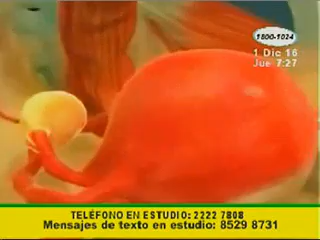 1800-1024
1 Dic 16
Jue 7:27
TELÉFONO EN ESTUDIO: 2222 7808
Mensajes de texto en estudio: 8529 8731